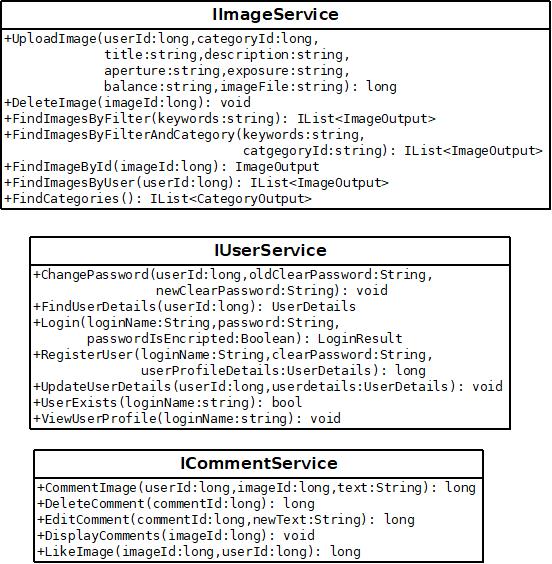 IImageService
+UploadImage(userId:long,categoryId:long,
title:string,description:string,
aperture:string,exposure:string,
balance:string,imageFile:string): long
+DeleteImage(imageId:long): void
+FindImagesByFilter(keywords:string): IList<ImageOutput>
+FindImagesByFilterAndCategory(keywords:string,
catgegoryId:string): IList<ImageOutput>
+FindImageById(imageId:long): ImageOutput
+FindImagesByUser(userId:long): IList<ImageOutput>
+FindCategories(): IList<CategoryOutput>
IUserService
+ChangePassword(userId:long,oldClearPassword:String,
newClearPassword:String): void
+FindUserDetails(userId:long): UserDetails
+Login(loginName:String,password:String,
passwordIsEncripted:Boolean): LoginResult
+RegisterUser(loginName:String,clearPassword:String,
userProfileDetails:UserDetails): long
+UpdateUserDetails(userId:long,userdetails:UserDetails): void
+UserExists(loginName:string): bool
+ViewUserProfile(loginName:string): void
ICommentService
+CommentImage(userId:long,imageId:long,text:String): long
+DeleteComment(commentId:long): long
+EditComment(commentId:long,newText:String): long
+DisplayComments(imageId:long): void
+LikeImage(imageId:long,userId:long): long